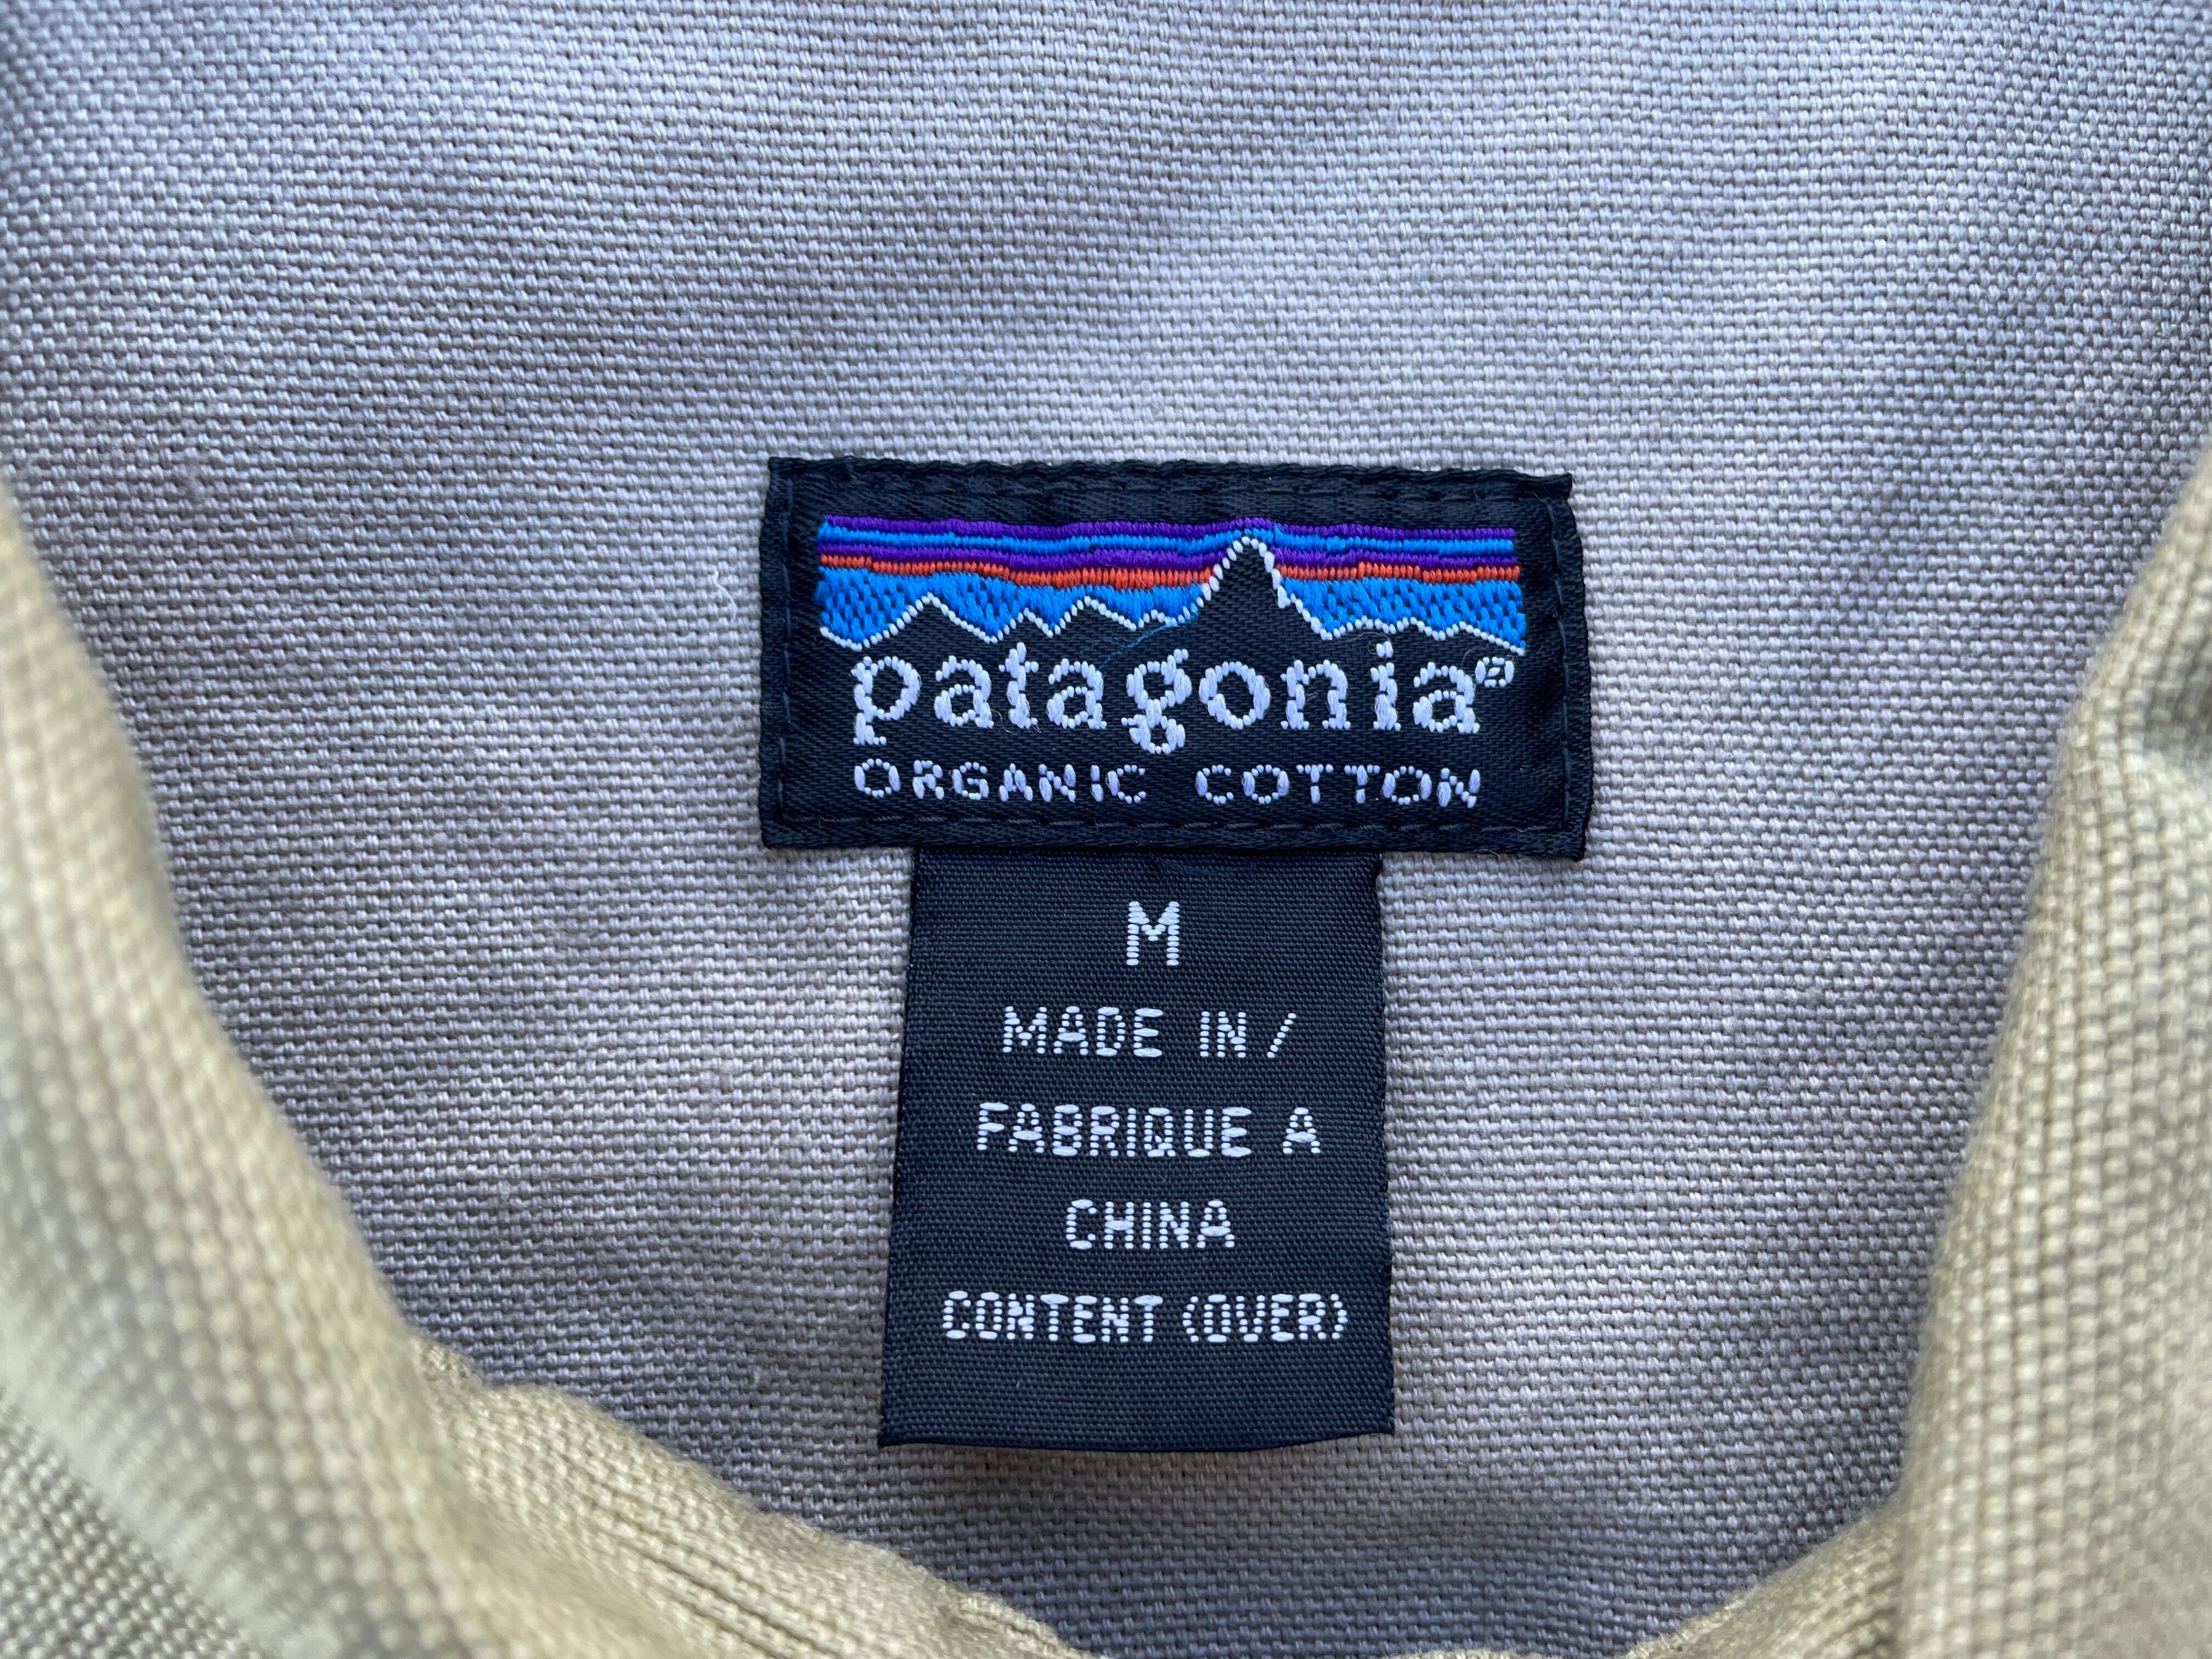 patagonia®
ORGANIC COTTON
M
MADE IN /
FABRIQUE A
CHINA
CONTENT (OVER)